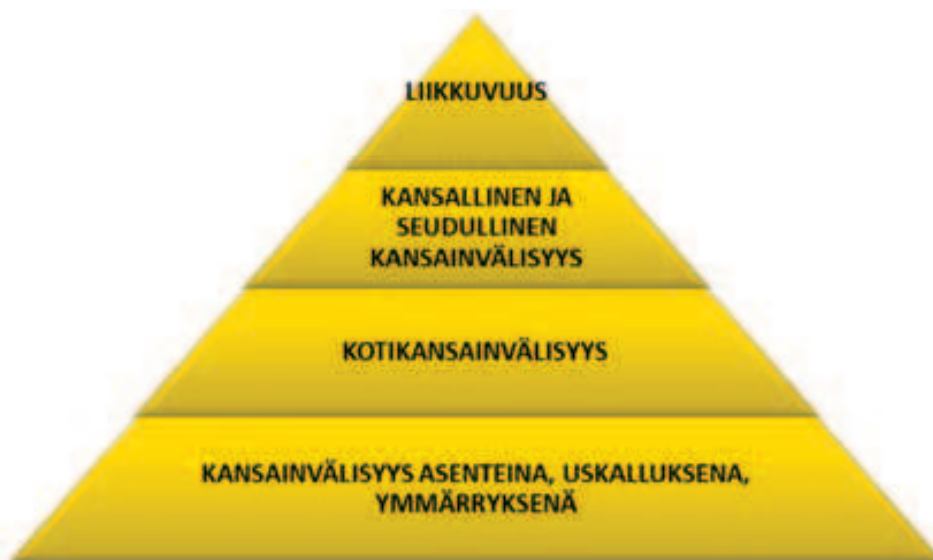 LIIKKUVUUS
KANSALLINEN JA
SEUDULLINEN
KANSAINVÄLISYYS
KOTIKANSAINVÄLISYYS
KANSAINVÄLISYYS ASENTEINA, USKALLUKSENA,
YMMÄRRYKSENÄ